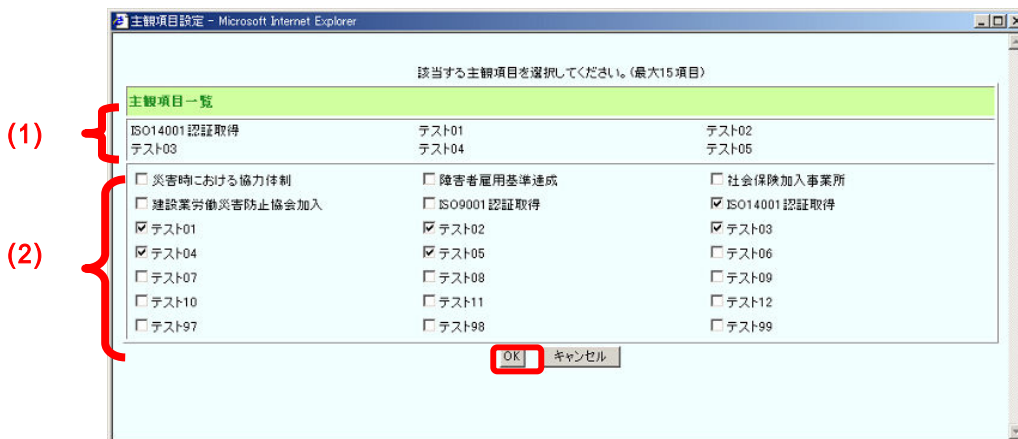 主観項目設定 - Microsoft Internet Explorer
該当する主観項目を選択してください。(最大15項目)
主観項目一覧
(1)
ISO14001認証取得 テスト01 テスト02
テスト03 テスト04 テスト05
(2)
災害時における協力体制 障害者雇用基準達成 社会保険加入事業所
建設業労働災害防止協会加入 ISO9001認証取得 ISO14001認証取得
テスト01 テスト02 テスト03
テスト04 テスト05 テスト06
テスト07 テスト08 テスト09
テスト10 テスト11 テスト12
テスト97 テスト98 テスト99
OK キャンセル